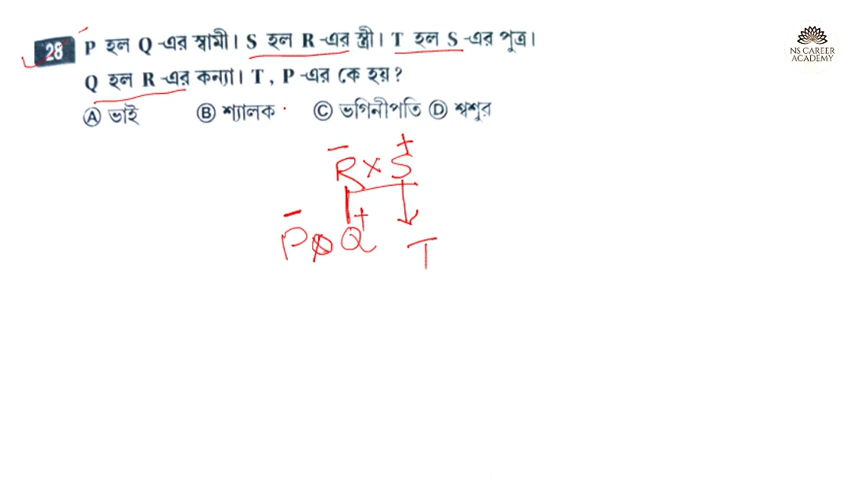 28 P হল Q-এর স্বামী। S হল R-এর স্ত্রী। T হল S-এর পুত্র।
Q হল R-এর কন্যা। T, P-এর কে হয়?
Ⓐ ভাই Ⓑ শ্যালক Ⓒ ভগিনীপতি Ⓓ শ্বশুর
NS CAREER
ACADEMY
− +
R × S
− +
P × Q T